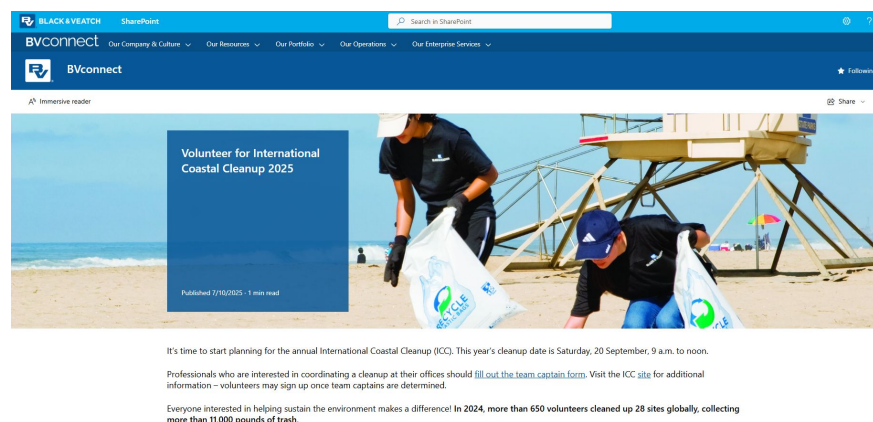 BLACK & VEATCH SharePoint Search in SharePoint ?
BVCONNECT Our Company & Culture Our Resources Our Portfolio Our Operations Our Enterprise Services
BV BVconnect Followin
Immersive reader Share
Volunteer for International
Coastal Cleanup 2025
Published 7/10/2025 - 1 min read
RECYCLE
PLASTIC BAGS
It's time to start planning for the annual International Coastal Cleanup (ICC). This year's cleanup date is Saturday, 20 September, 9 a.m. to noon.
Professionals who are interested in coordinating a cleanup at their offices should fill out the team captain form. Visit the ICC site for additional
information – volunteers may sign up once team captains are determined.
Everyone interested in helping sustain the environment makes a difference! In 2024, more than 650 volunteers cleaned up 28 sites globally, collecting
more than 11,000 pounds of trash.